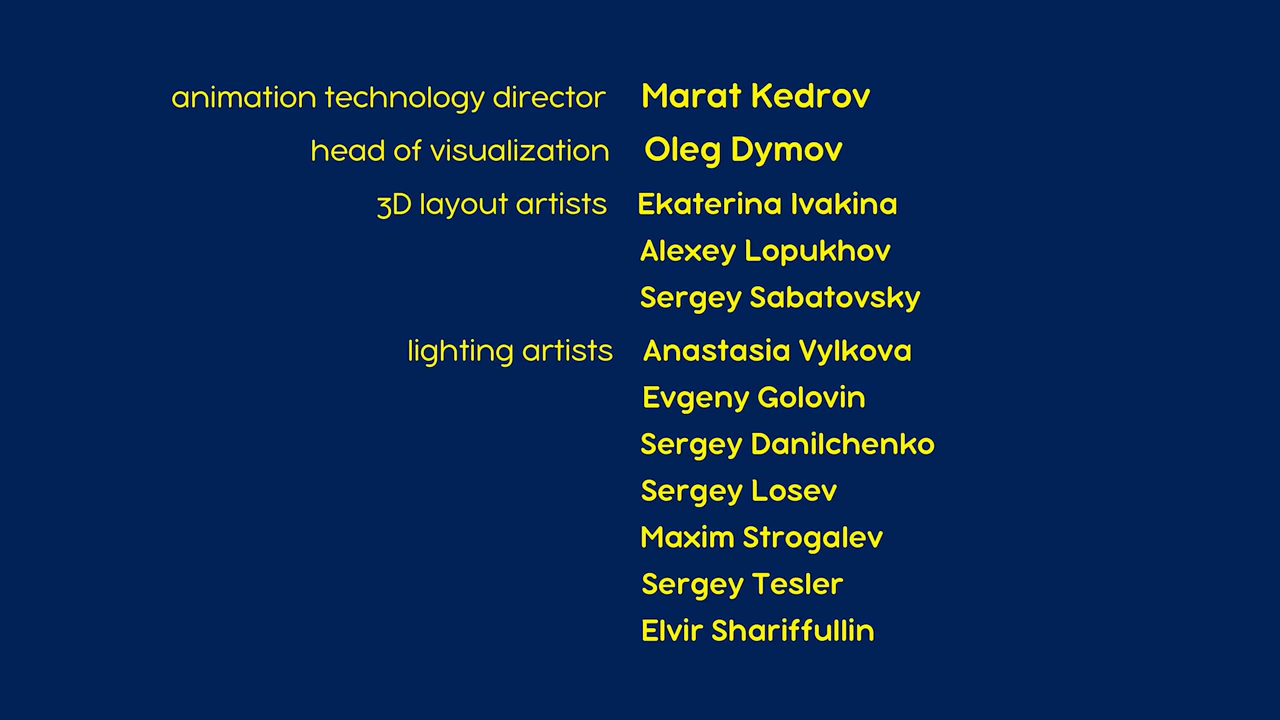 animation technology director Marat Kedrov
head of visualization Oleg Dymov
3D layout artists Ekaterina Ivakina
Alexey Lopukhov
Sergey Sabatovsky
lighting artists Anastasia Vylkova
Evgeny Golovin
Sergey Danilchenko
Sergey Losev
Maxim Strogalev
Sergey Tesler
Elvir Shariffullin